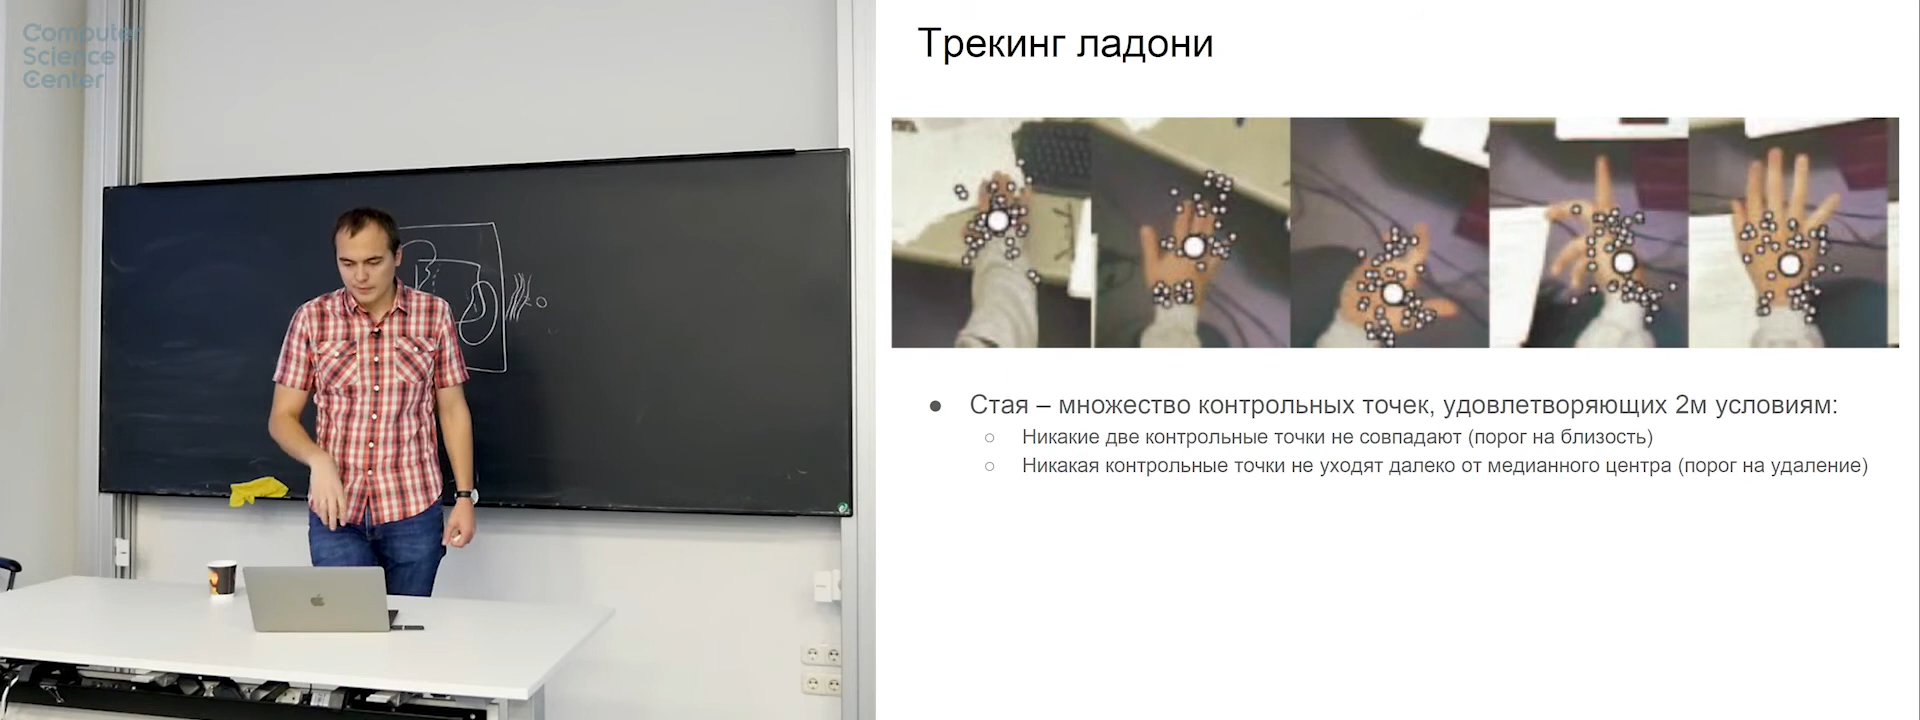 Computer
Science
Center
Трекинг ладони
Стая – множество контрольных точек, удовлетворяющих 2м условиям:
Никакие две контрольные точки не совпадают (порог на близость)
Никакая контрольные точки не уходят далеко от медианного центра (порог на удаление)